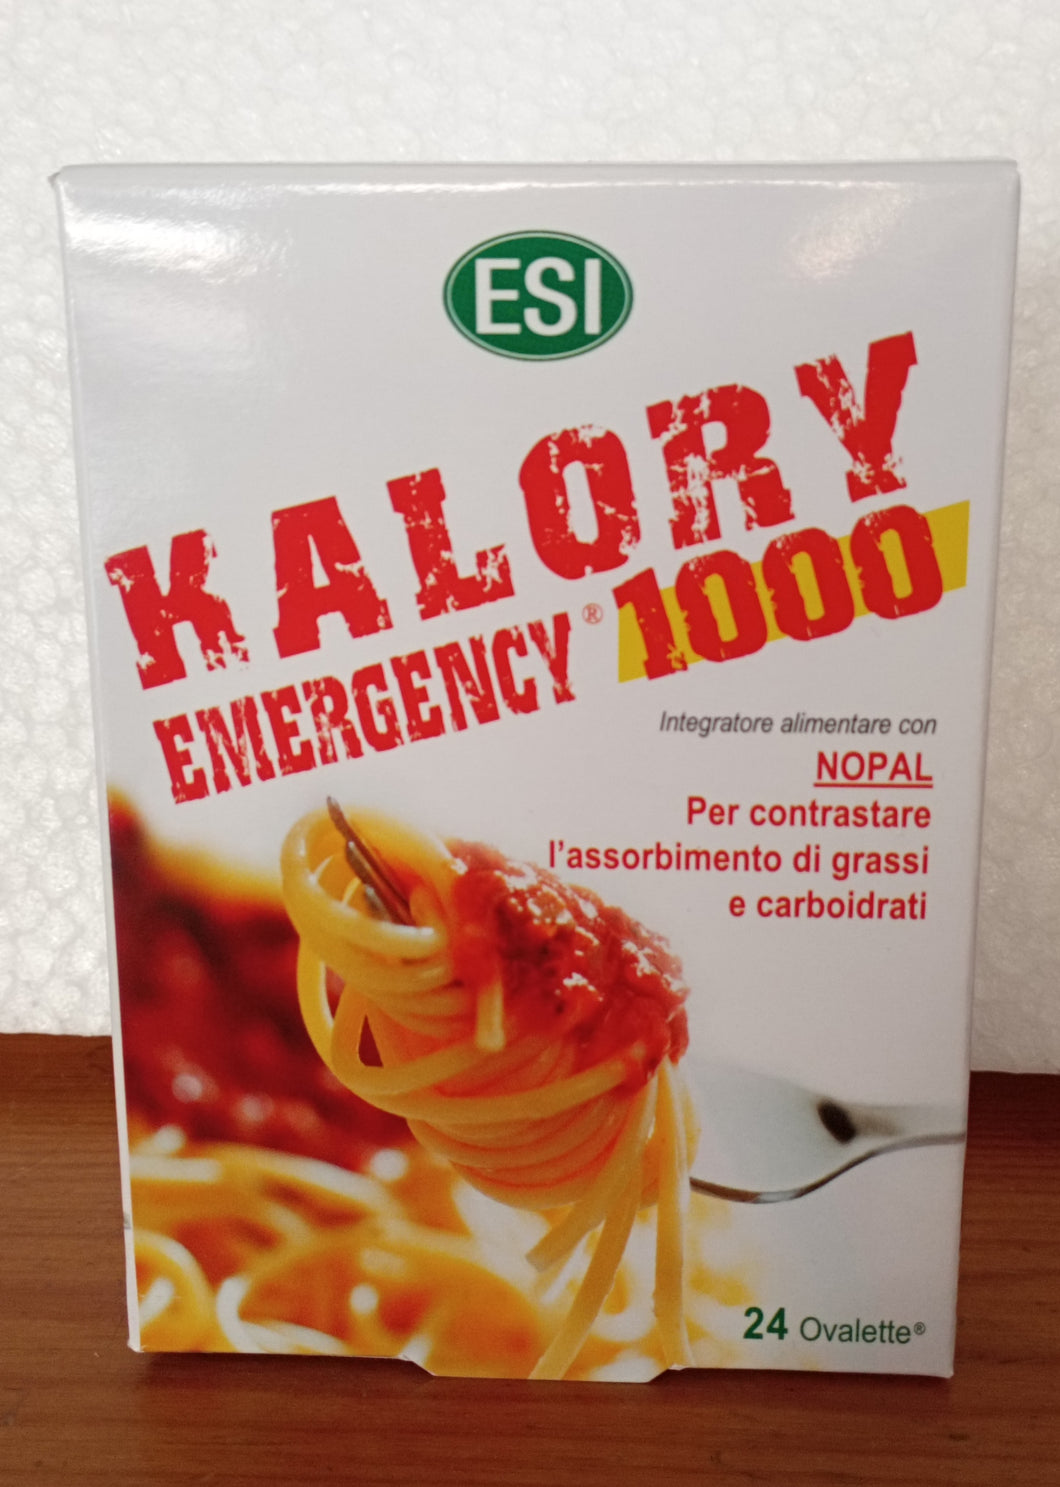 ESI
KALORY
EMERGENCY® 1000
Integratore alimentare con
NOPAL
Per contrastare
l'assorbimento di grassi
e carboidrati
24 Ovalette®